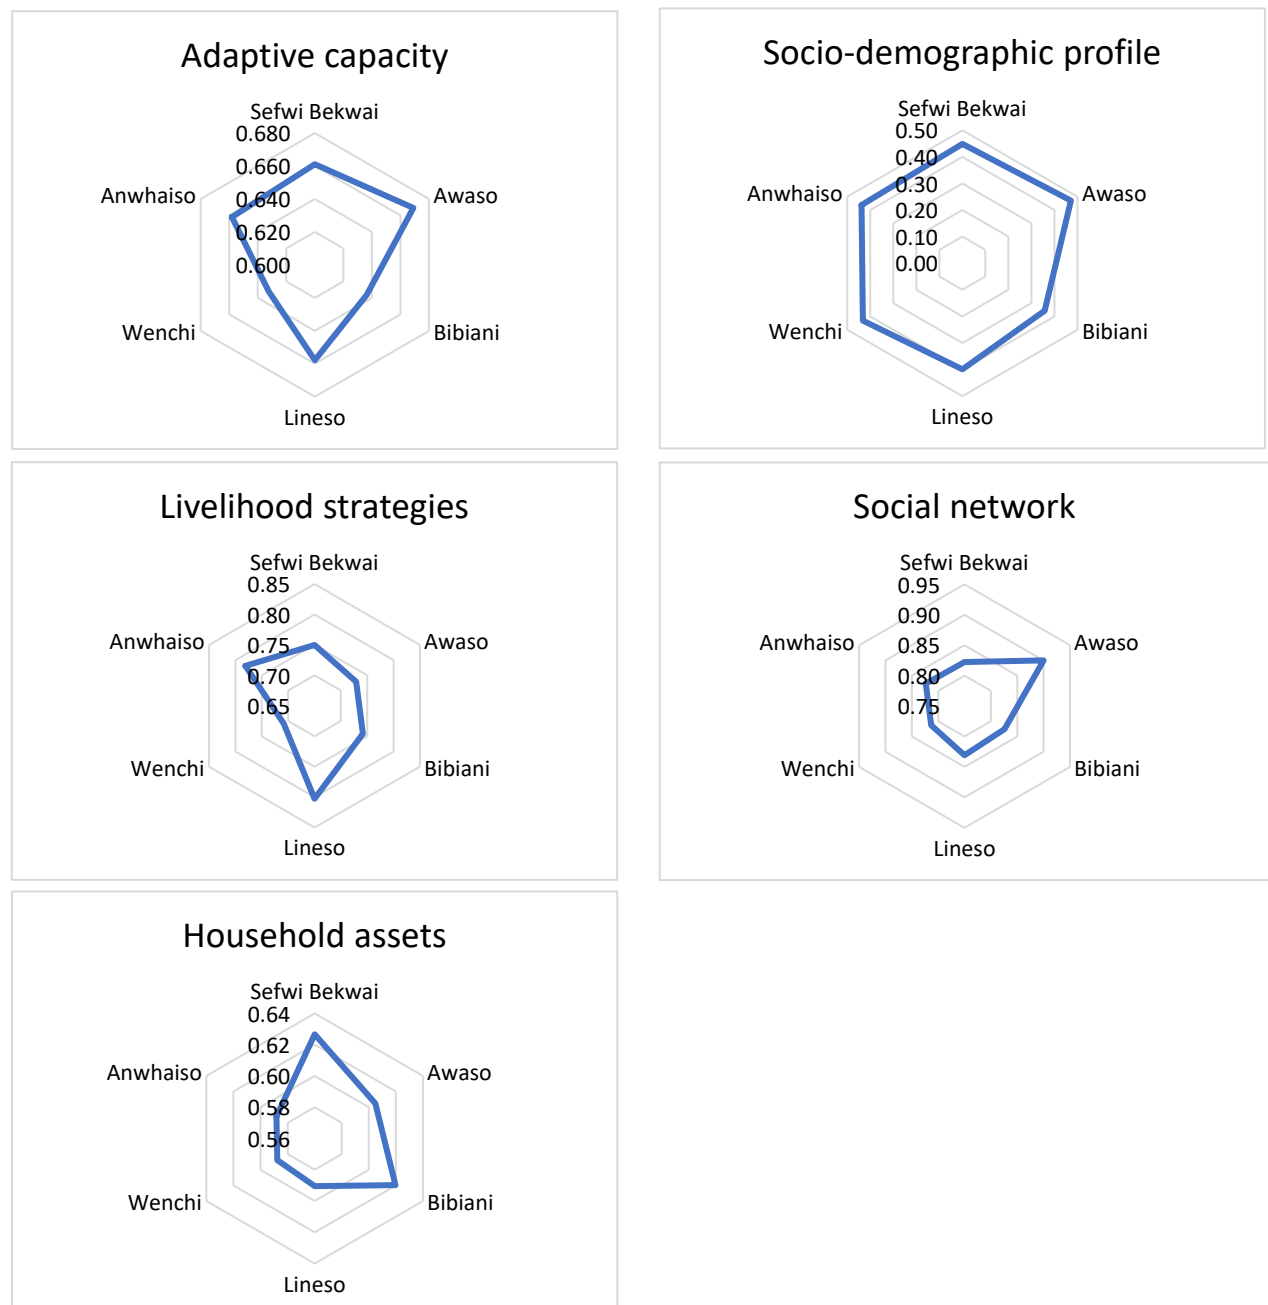 Adaptive capacity
Sefwi Bekwai
0.680
0.660
0.640
0.620
0.600
Awaso
Bibiani
Lineso
Wenchi
Anwhaiso
Socio-demographic profile
Sefwi Bekwai
0.50
0.40
0.30
0.20
0.10
0.00
Awaso
Bibiani
Lineso
Wenchi
Anwhaiso
Livelihood strategies
Sefwi Bekwai
0.85
0.80
0.75
0.70
0.65
Awaso
Bibiani
Lineso
Wenchi
Anwhaiso
Social network
Sefwi Bekwai
0.95
0.90
0.85
0.80
0.75
Awaso
Bibiani
Lineso
Wenchi
Anwhaiso
Household assets
Sefwi Bekwai
0.64
0.62
0.60
0.58
0.56
Awaso
Bibiani
Lineso
Wenchi
Anwhaiso